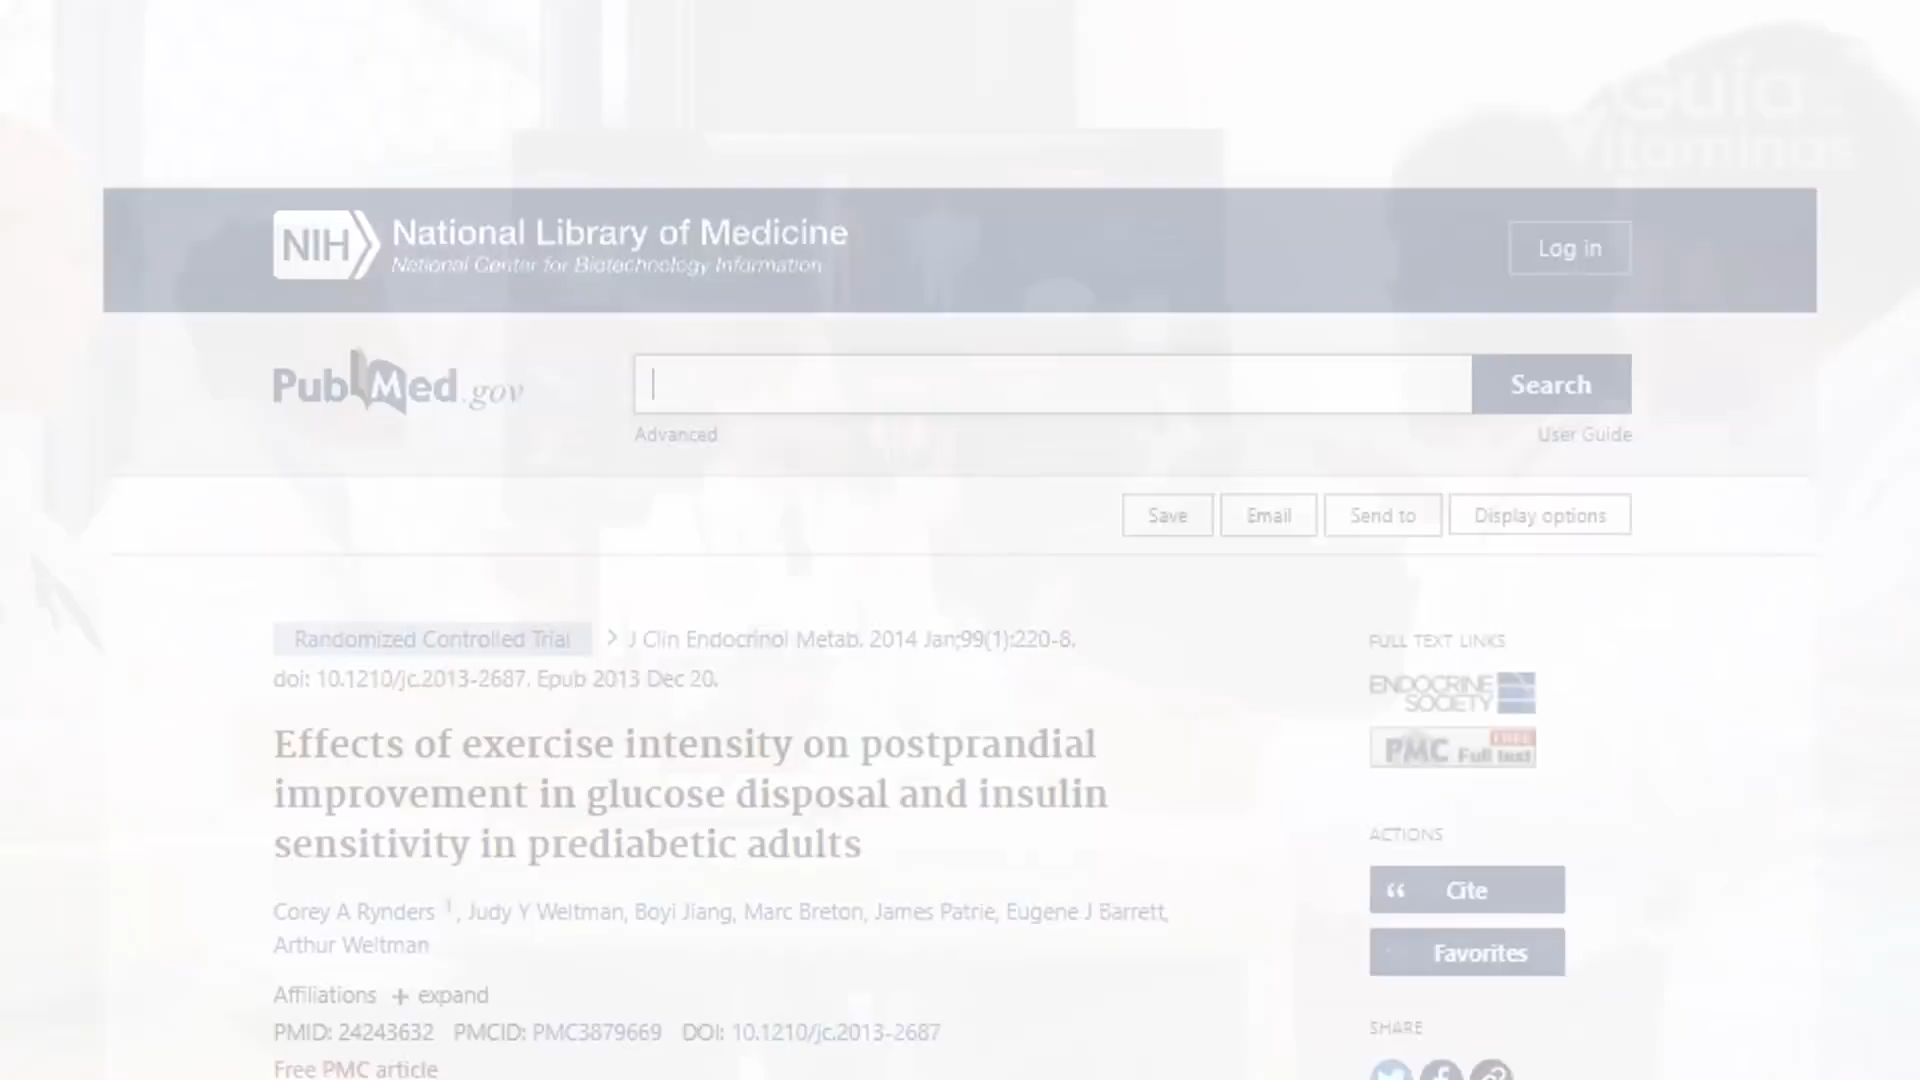 Guía
Vitaminas
NIH
National Library of Medicine
National Center for Biotechnology Information
Log in
PubMed.gov
Search
Advanced
User Guide
Save
Email
Send to
Display options
Randomized Controlled Trial > J Clin Endocrinol Metab. 2014 Jan;99(1):220-8.
doi: 10.1210/jc.2013-2687. Epub 2013 Dec 20.
Effects of exercise intensity on postprandial
improvement in glucose disposal and insulin
sensitivity in prediabetic adults
Corey A Rynders 1, Judy Y Weltman, Boyi Jiang, Marc Breton, James Patrie, Eugene J Barrett,
Arthur Weltman
Affiliations + expand
PMID: 24243632 PMCID: PMC3879669 DOI: 10.1210/jc.2013-2687
Free PMC article
FULL TEXT LINKS
ENDOCRINE
SOCIETY
FREE
PMC Full text
ACTIONS
“ Cite
Favorites
SHARE